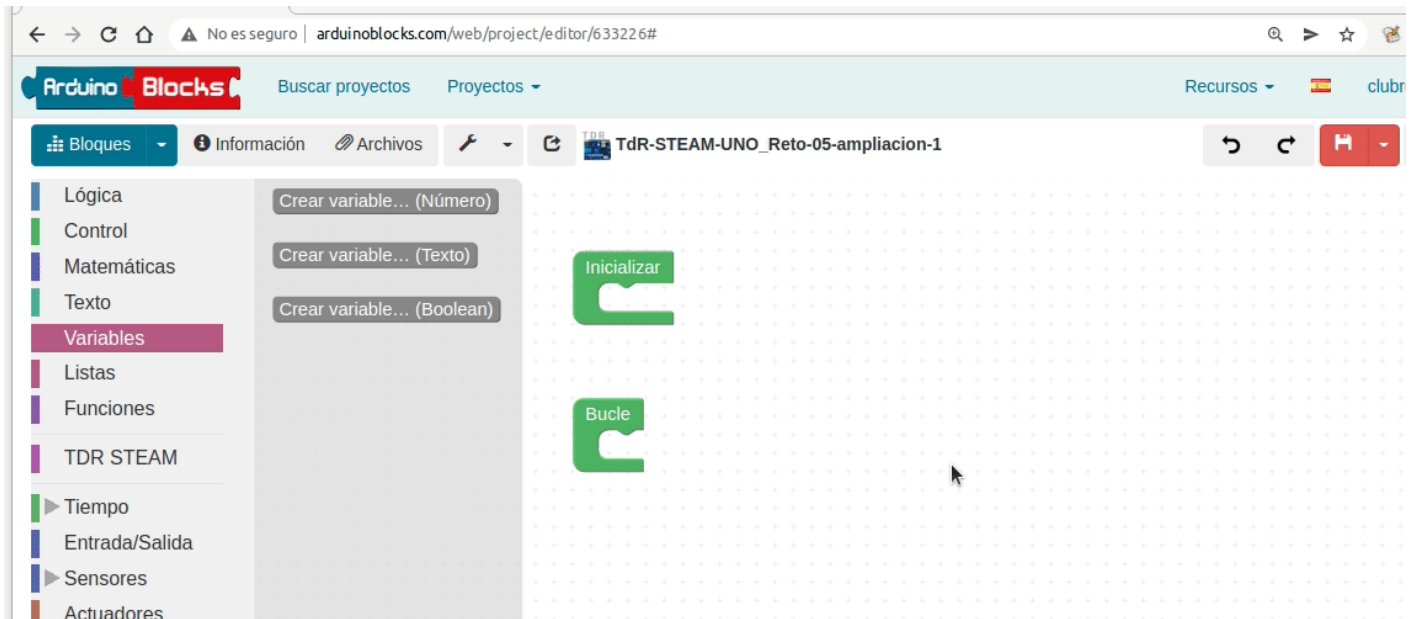 No es seguro | arduinoblocks.com/web/project/editor/633226#
Arduino Blocks Buscar proyectos Proyectos Recursos clubr
Bloques Información Archivos TDR TdR-STEAM-UNO_Reto-05-ampliacion-1
Lógica
Control
Matemáticas
Texto
Variables
Listas
Funciones
TDR STEAM
Tiempo
Entrada/Salida
Sensores
Actuadores
Crear variable... (Número)
Crear variable... (Texto)
Crear variable... (Boolean)
Inicializar
Bucle